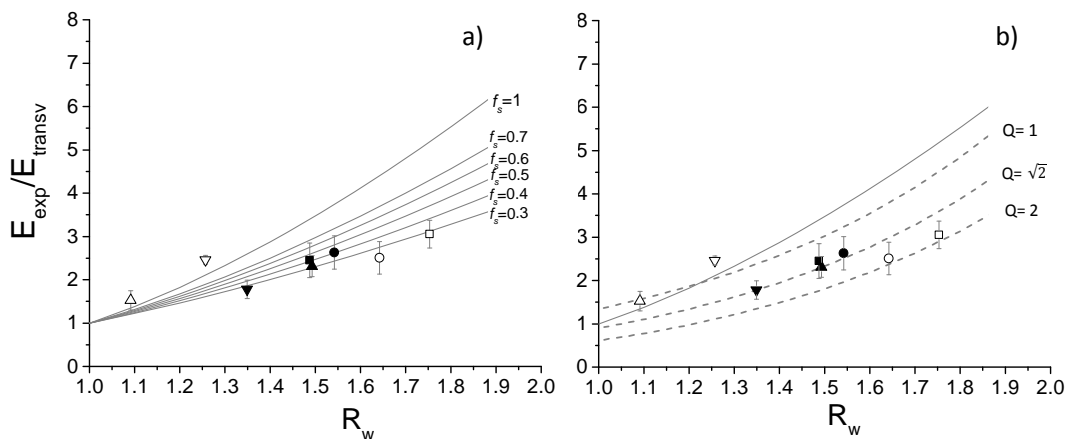 a)
8
7
6
5
4
3
2
1
0
E_exp/E_transv
f_s=1
f_s=0.7
f_s=0.6
f_s=0.5
f_s=0.4
f_s=0.3
1.0 1.1 1.2 1.3 1.4 1.5 1.6 1.7 1.8 1.9 2.0
R_w
b)
8
7
6
5
4
3
2
1
0
Q= 1
Q= √2
Q= 2
1.0 1.1 1.2 1.3 1.4 1.5 1.6 1.7 1.8 1.9 2.0
R_w